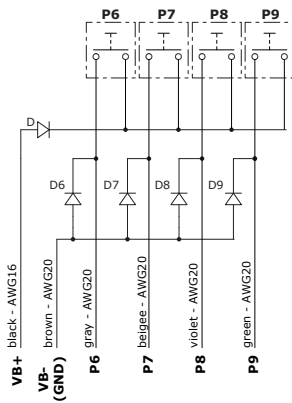 P6 P7 P8 P9
D
D6 D7 D8 D9
black - AWG16
brown - AWG20
gray - AWG20
beigee - AWG20
violet - AWG20
green - AWG20
VB+
VB-
(GND)
P6
P7
P8
P9